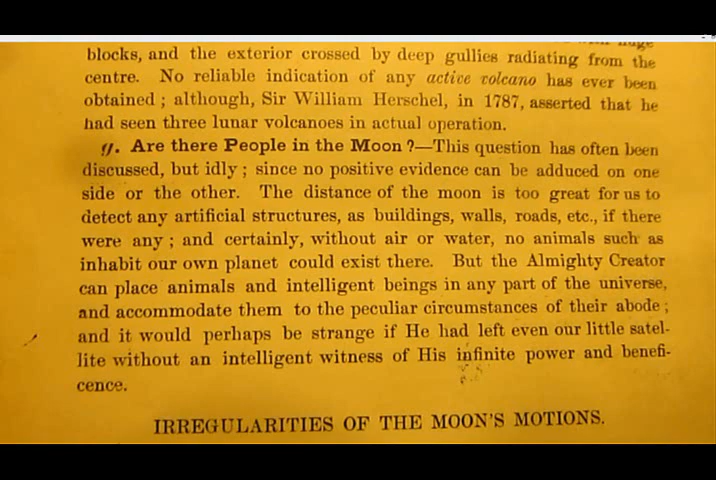 huge
blocks, and the exterior crossed by deep gullies radiating from the
centre. No reliable indication of any active volcano has ever been
obtained; although, Sir William Herschel, in 1787, asserted that he
had seen three lunar volcanoes in actual operation.
g. Are there People in the Moon?—This question has often been
discussed, but idly; since no positive evidence can be adduced on one
side or the other. The distance of the moon is too great for us to
detect any artificial structures, as buildings, walls, roads, etc., if there
were any; and certainly, without air or water, no animals such as
inhabit our own planet could exist there. But the Almighty Creator
can place animals and intelligent beings in any part of the universe,
and accommodate them to the peculiar circumstances of their abode;
and it would perhaps be strange if He had left even our little satel-
lite without an intelligent witness of His infinite power and benefi-
cence.
IRREGULARITIES OF THE MOON'S MOTIONS.